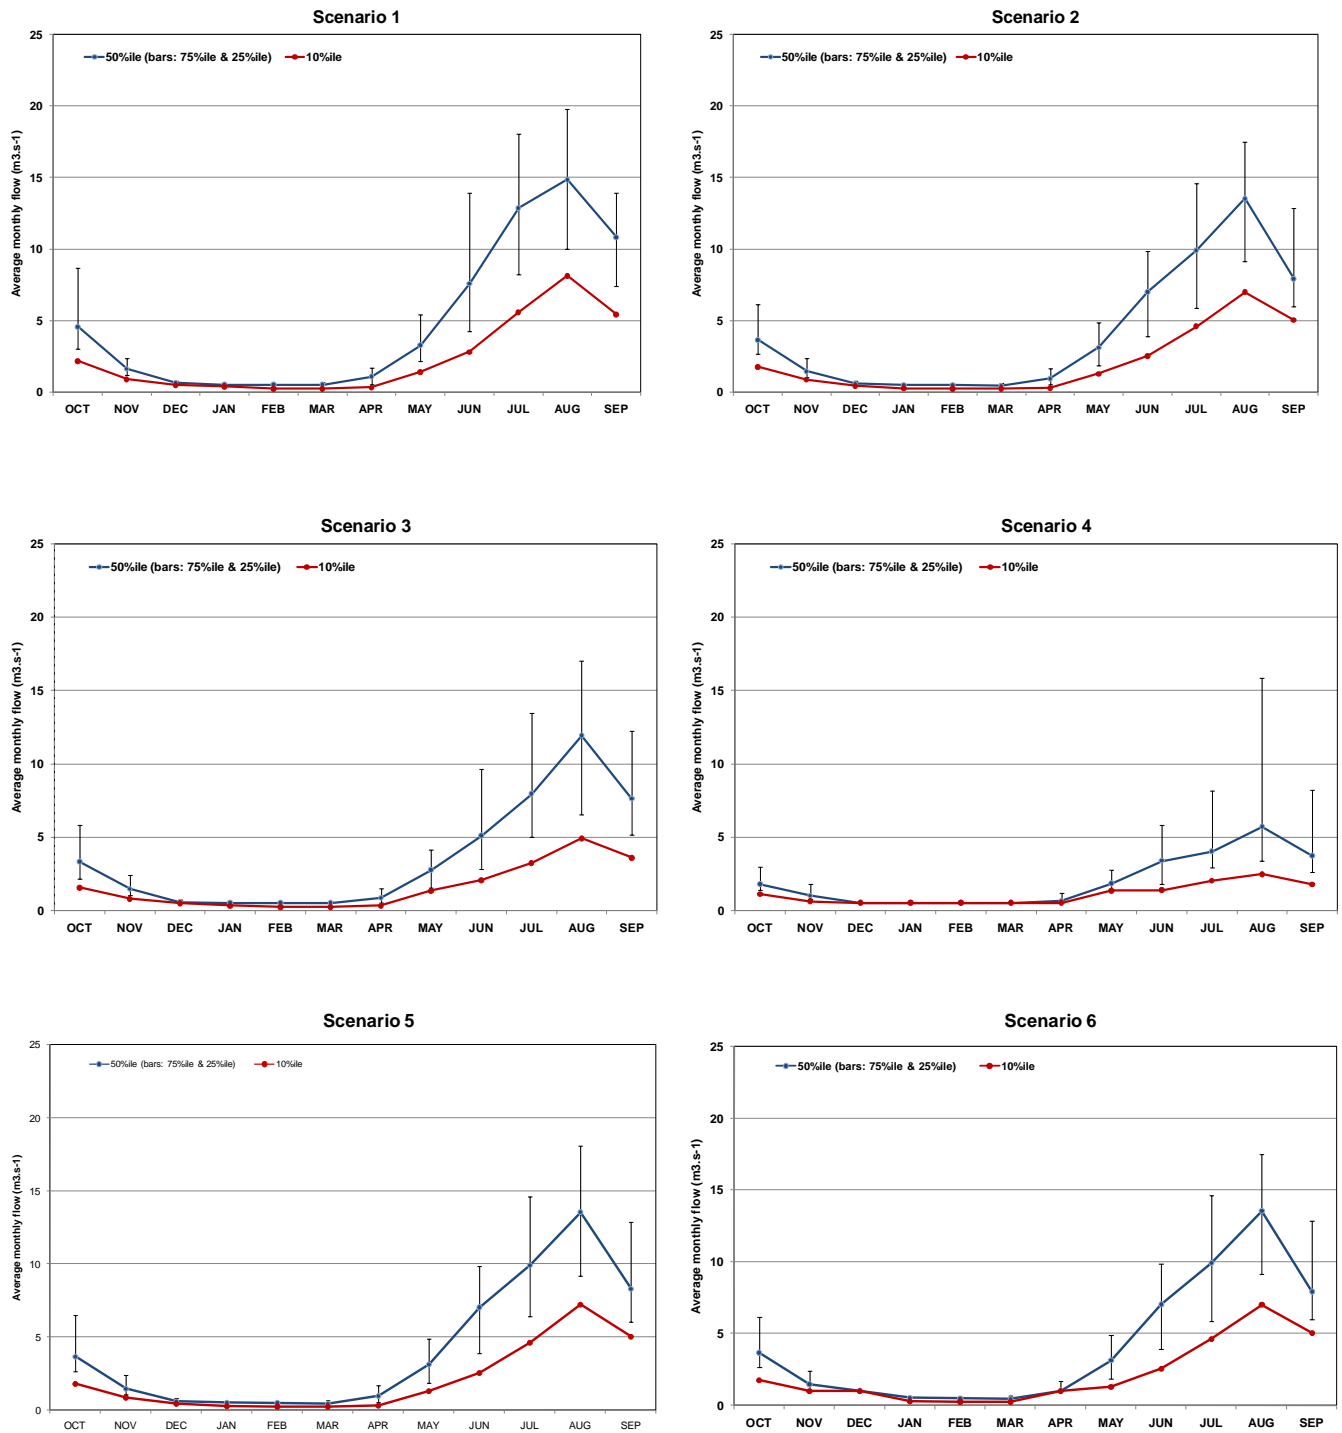 Scenario 1
50%ile (bars: 75%ile & 25%ile) 10%ile
Average monthly flow (m3.s-1)
25
20
15
10
5
0
OCT NOV DEC JAN FEB MAR APR MAY JUN JUL AUG SEP
Scenario 2
50%ile (bars: 75%ile & 25%ile) 10%ile
Average monthly flow (m3.s-1)
25
20
15
10
5
0
OCT NOV DEC JAN FEB MAR APR MAY JUN JUL AUG SEP
Scenario 3
50%ile (bars: 75%ile & 25%ile) 10%ile
Average monthly flow (m3.s-1)
25
20
15
10
5
0
OCT NOV DEC JAN FEB MAR APR MAY JUN JUL AUG SEP
Scenario 4
50%ile (bars: 75%ile & 25%ile) 10%ile
Average monthly flow (m3.s-1)
25
20
15
10
5
0
OCT NOV DEC JAN FEB MAR APR MAY JUN JUL AUG SEP
Scenario 5
50%ile (bars: 75%ile & 25%ile) 10%ile
Average monthly flow (m3.s-1)
25
20
15
10
5
0
OCT NOV DEC JAN FEB MAR APR MAY JUN JUL AUG SEP
Scenario 6
50%ile (bars: 75%ile & 25%ile) 10%ile
Average monthly flow (m3.s-1)
25
20
15
10
5
0
OCT NOV DEC JAN FEB MAR APR MAY JUN JUL AUG SEP